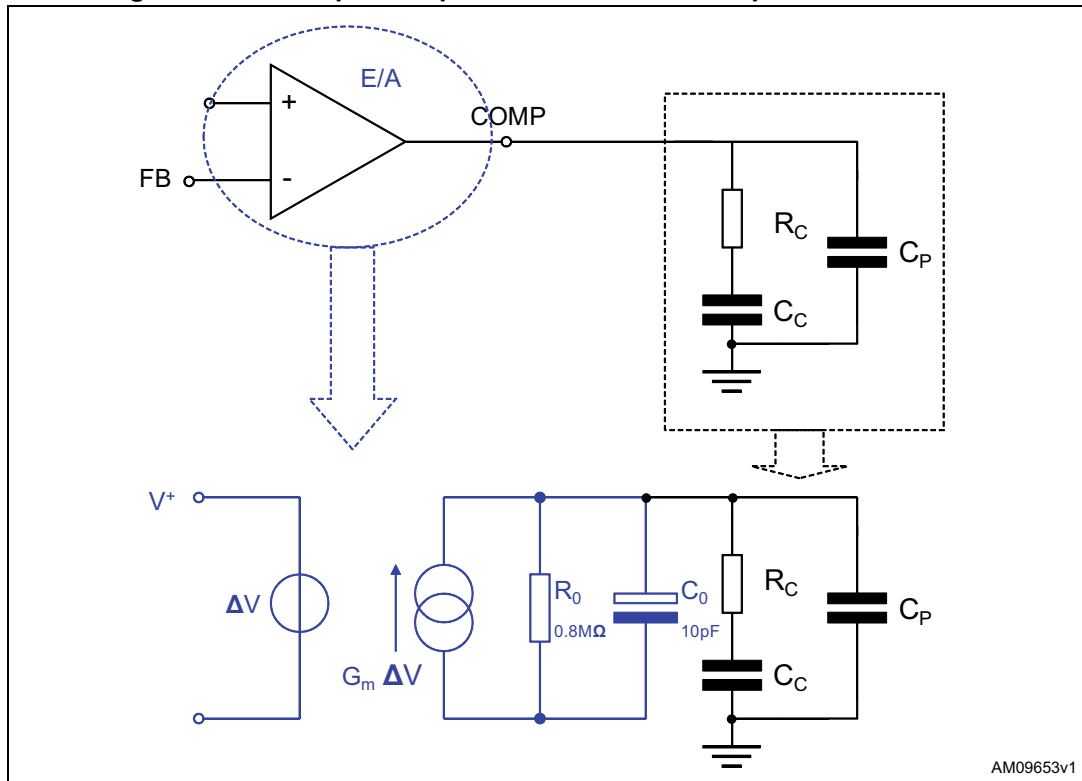 E/A
+
COMP
FB
-
R_C
C_P
C_C
V⁺
ΔV
G_m ΔV
R_0
0.8MΩ
C_0
10pF
R_C
C_P
C_C
AM09653v1